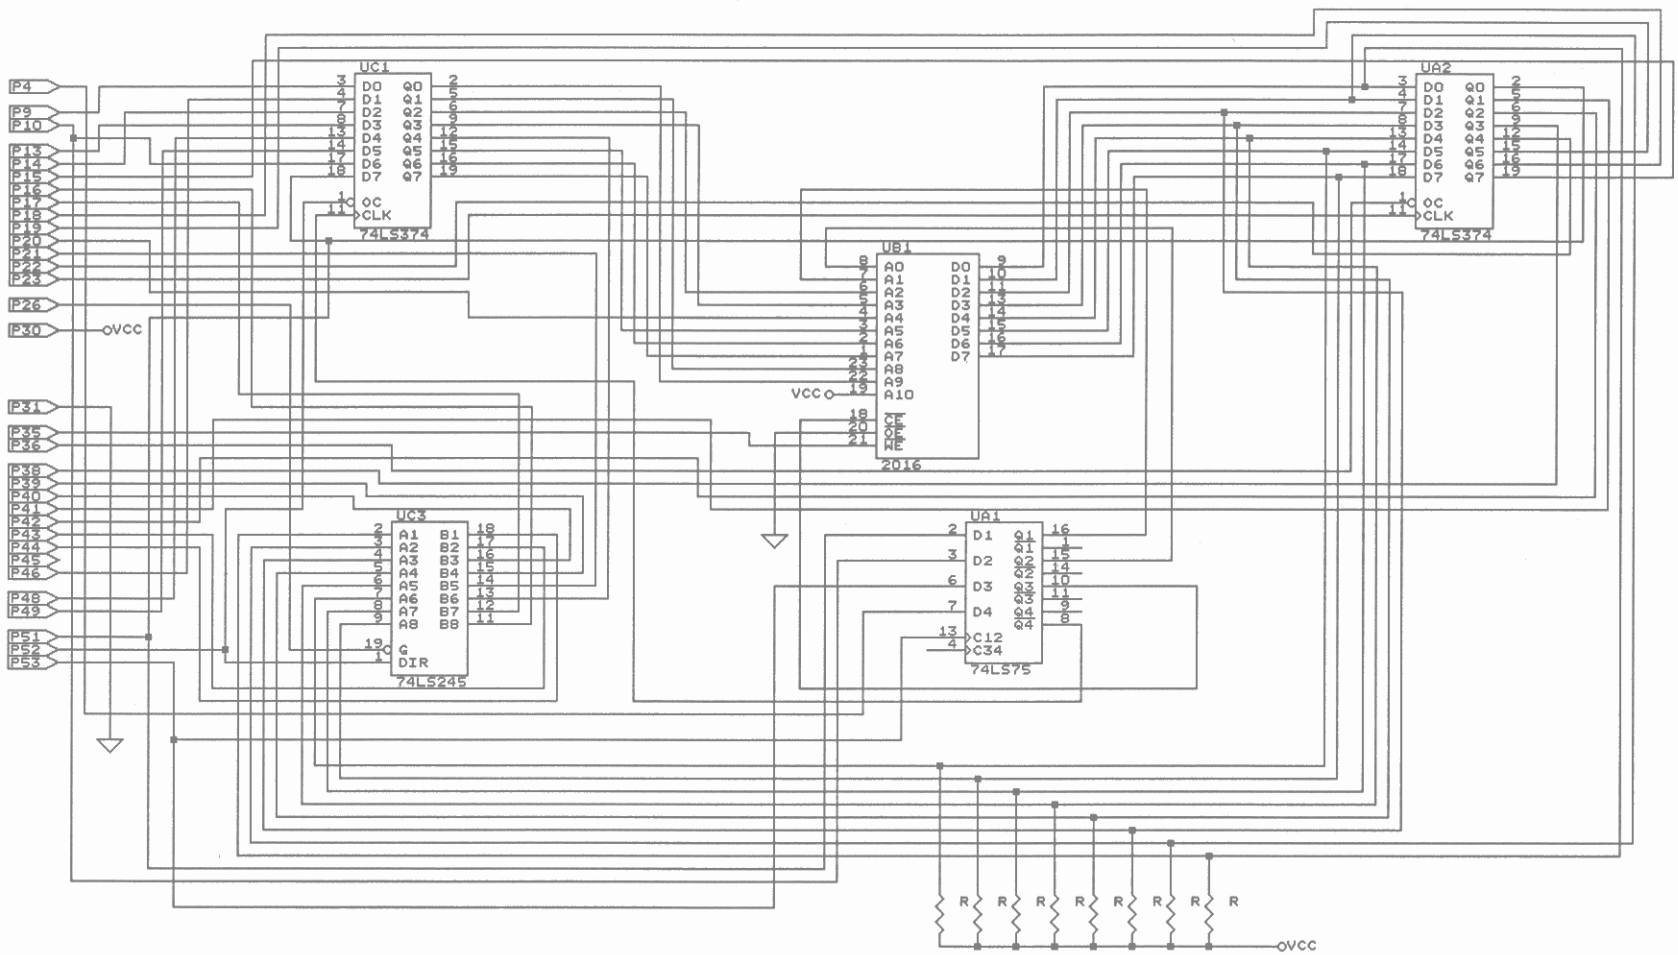 P4
P9
P10
P13
P14
P15
P16
P17
P18
P19
P20
P21
P22
P23
P26
P30 VCC
P31
P35
P36
P38
P39
P40
P41
P42
P43
P44
P45
P46
P48
P49
P51
P52
P53
UC1
3 D0 Q0 2
4 D1 Q1 5
7 D2 Q2 6
8 D3 Q3 9
13 D4 Q4 12
14 D5 Q5 15
17 D6 Q6 16
18 D7 Q7 19
1 OC
11 CLK
74LS374
UA2
3 D0 Q0 2
4 D1 Q1 5
7 D2 Q2 6
8 D3 Q3 9
13 D4 Q4 12
14 D5 Q5 15
17 D6 Q6 16
18 D7 Q7 19
1 OC
11 CLK
74LS374
UB1
8 A0 D0 9
7 A1 D1 10
6 A2 D2 11
5 A3 D3 13
4 A4 D4 14
3 A5 D5 15
2 A6 D6 16
1 A7 D7 17
23 A8
22 A9
VCC 19 A10
18 CE
20 OE
21 WE
2016
UC3
2 A1 B1 18
3 A2 B2 17
4 A3 B3 16
5 A4 B4 15
6 A5 B5 14
7 A6 B6 13
8 A7 B7 12
9 A8 B8 11
19 G
1 DIR
74LS245
UA1
2 D1 Q1 16
Q1 1
3 D2 Q2 15
Q2 14
6 D3 Q3 10
Q3 11
7 D4 Q4 9
Q4 8
13 C12
4 C34
74LS75
R R R R R R R R
VCC